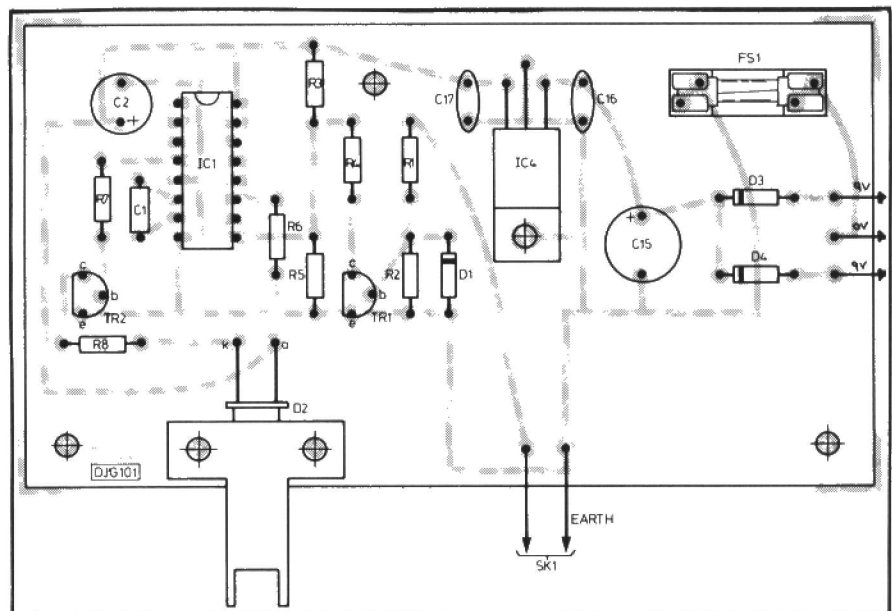 FS1
C2
+
R3
C17
C16
IC1
R4
R1
IC4
R7
C1
D3
9V
R6
+
C15
0V
c
R5
c
R2
D1
D4
9V
b
b
e
TR2
e
TR1
R8
k
a
D2
DJG101
EARTH
SK1